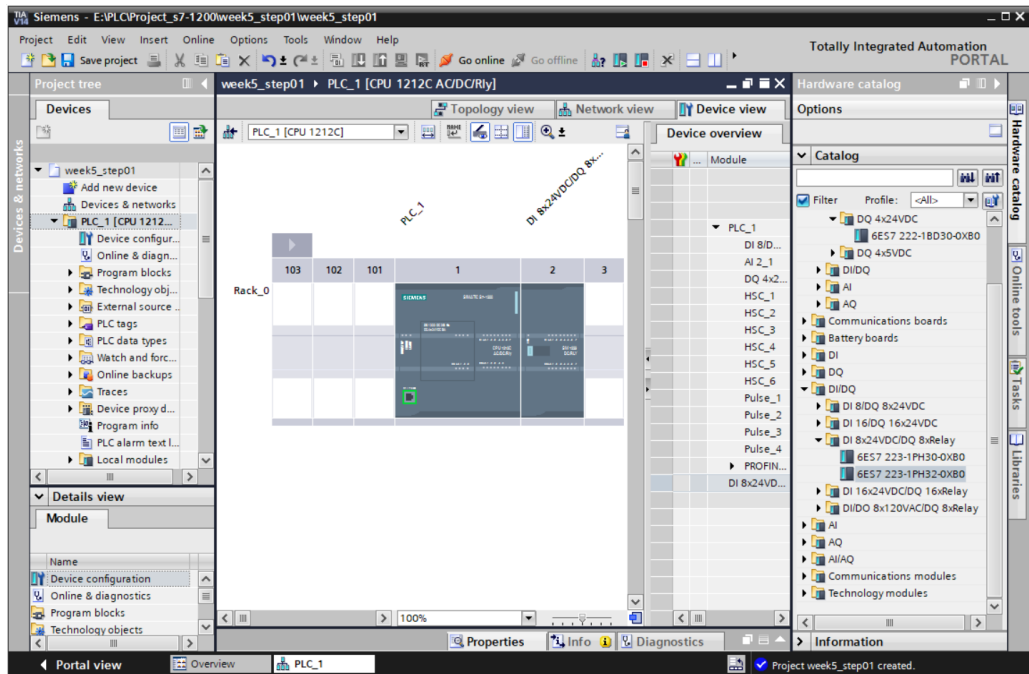 TIA V14 Siemens - E:\PLC\Project_s7-1200\week5_step01\week5_step01
Project Edit View Insert Online Options Tools Window Help
Totally Integrated Automation
PORTAL
Save project Go online Go offline
Project tree
Devices
Devices & networks
week5_step01
Add new device
Devices & networks
PLC_1 [CPU 1212...
Device configur...
Online & diagn...
Program blocks
Technology obj...
External source ..
PLC tags
PLC data types
Watch and forc...
Online backups
Traces
Device proxy d...
Program info
PLC alarm text l...
Local modules
Details view
Module
Name
Device configuration
Online & diagnostics
Program blocks
Technology objects
week5_step01 PLC_1 [CPU 1212C AC/DC/Rly]
Topology view Network view Device view
PLC_1 [CPU 1212C]
PLC_1
DI 8x24VDC/DQ 8x...
103 102 101 1 2 3
Rack_0
SIEMENS
100%
Device overview
... Module
PLC_1
DI 8/D...
AI 2_1
DQ 4x2...
HSC_1
HSC_2
HSC_3
HSC_4
HSC_5
HSC_6
Pulse_1
Pulse_2
Pulse_3
Pulse_4
PROFIN...
DI 8x24VD...
Properties Info Diagnostics
Hardware catalog
Options
Catalog
Filter Profile: <All>
DQ 4x24VDC
6ES7 222-1BD30-0XB0
DQ 4x5VDC
DI/DQ
AI
AQ
Communications boards
Battery boards
DI
DQ
DI/DQ
DI 8/DQ 8x24VDC
DI 16/DQ 16x24VDC
DI 8x24VDC/DQ 8xRelay
6ES7 223-1PH30-0XB0
6ES7 223-1PH32-0XB0
DI 16x24VDC/DQ 16xRelay
DI/DO 8x120VAC/DQ 8xRelay
AI
AQ
AI/AQ
Communications modules
Technology modules
Information
Hardware catalog
Online tools
Tasks
Libraries
Portal view Overview PLC_1
Project week5_step01 created.